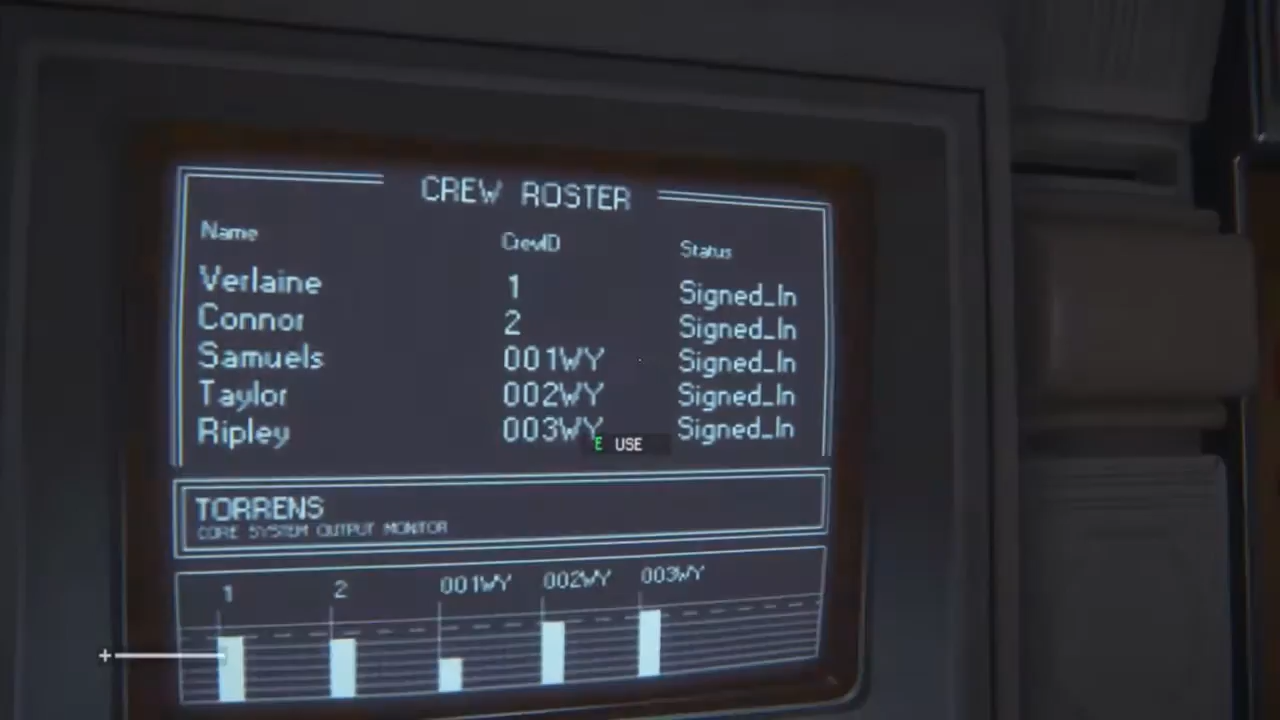 CREW ROSTER
Name CrewID Status
Verlaine 1 Signed_In
Connor 2 Signed_In
Samuels 001WY Signed_In
Taylor 002WY Signed_In
Ripley 003WY Signed_In
E USE
TORRENS
CORE SYSTEM OUTPUT MONITOR
1 2 001WY 002WY 003WY